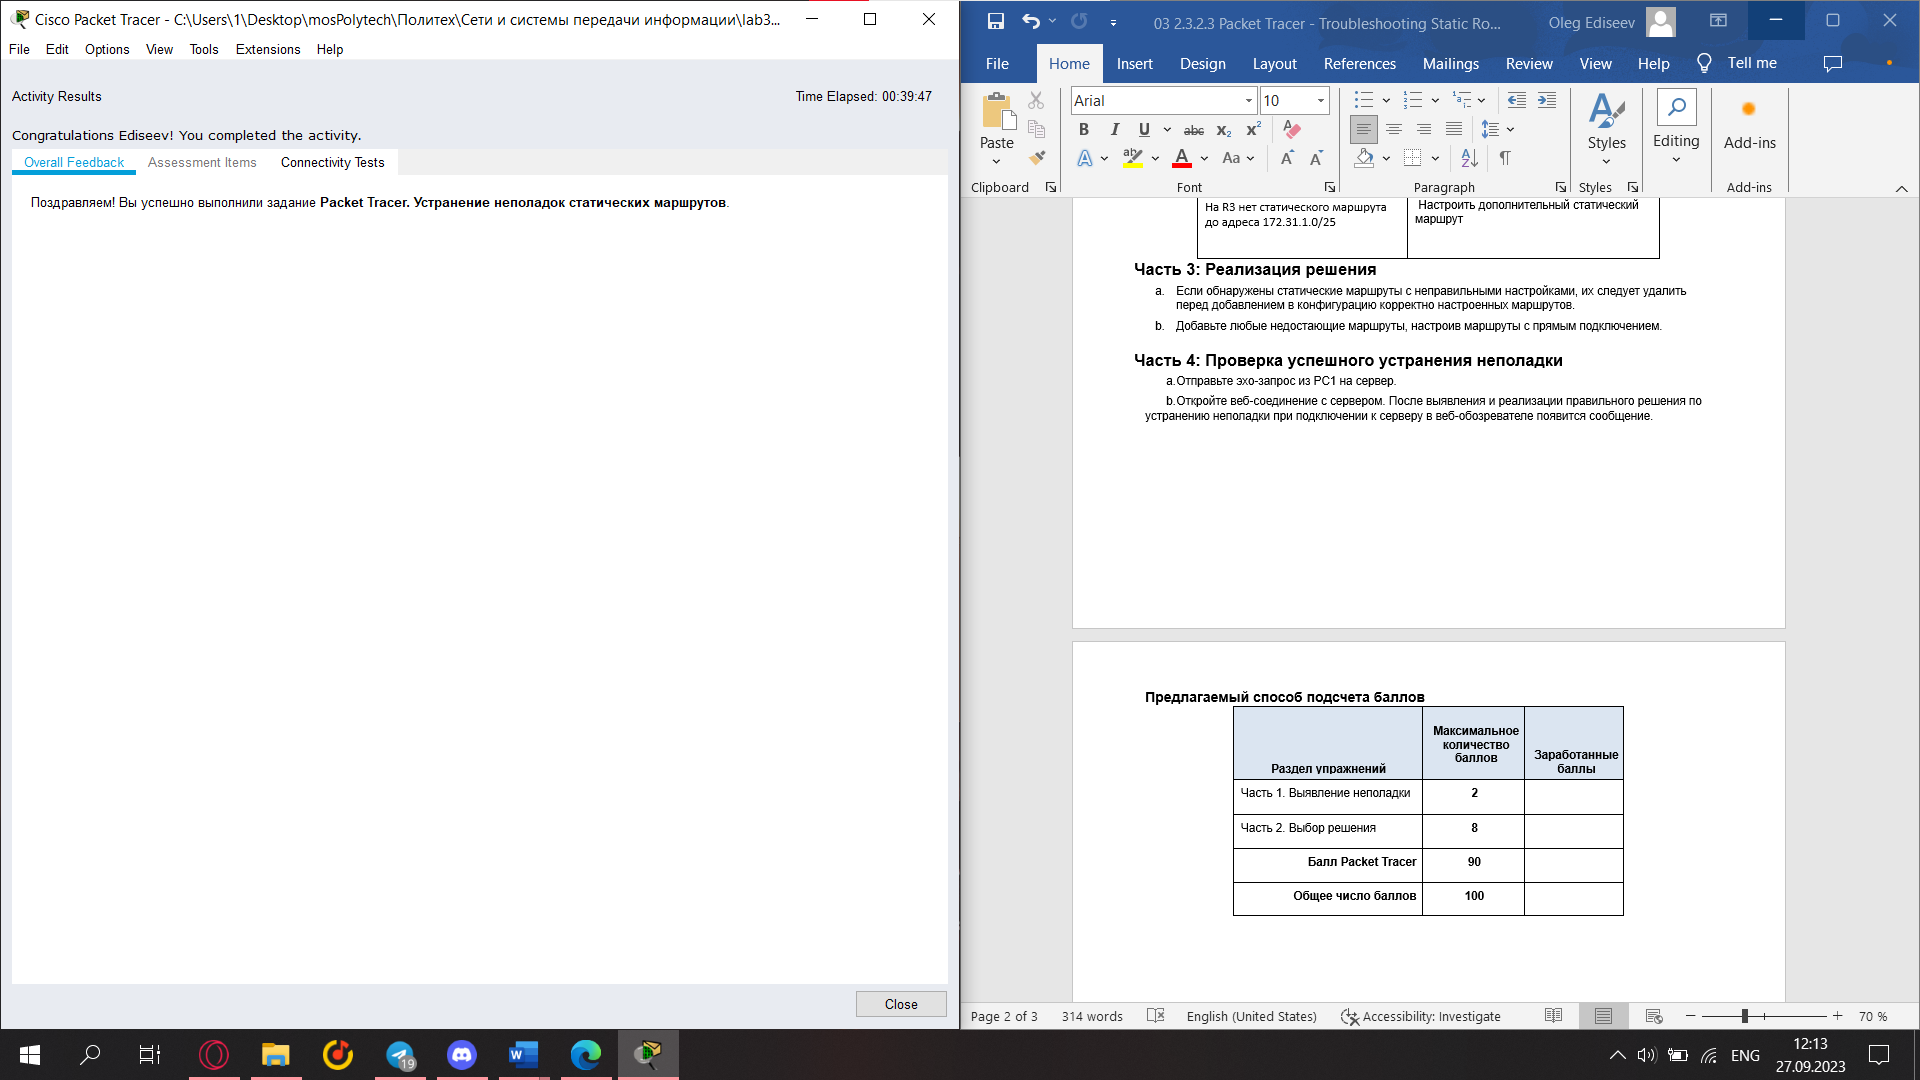 Cisco Packet Tracer - C:\Users\1\Desktop\mosPolytech\Политех\Сети и системы передачи информации\lab3...
File Edit Options View Tools Extensions Help
Activity Results
Time Elapsed: 00:39:47
Congratulations Ediseev! You completed the activity.
Overall Feedback Assessment Items Connectivity Tests
Поздравляем! Вы успешно выполнили задание Packet Tracer. Устранение неполадок статических маршрутов.
Close
03 2.3.2.3 Packet Tracer - Troubleshooting Static Ro...
Oleg Ediseev
File Home Insert Design Layout References Mailings Review View Help Tell me
Paste
Clipboard
Arial 10
Font
Paragraph
Styles
Styles
Editing
Add-ins
Add-ins
На R3 нет статического маршрута
до адреса 172.31.1.0/25
Настроить дополнительный статический
маршрут
Часть 3: Реализация решения
a. Если обнаружены статические маршруты с неправильными настройками, их следует удалить
перед добавлением в конфигурацию корректно настроенных маршрутов.
b. Добавьте любые недостающие маршруты, настроив маршруты с прямым подключением.
Часть 4: Проверка успешного устранения неполадки
a.Отправьте эхо-запрос из PC1 на сервер.
b.Откройте веб-соединение с сервером. После выявления и реализации правильного решения по
устранению неполадки при подключении к серверу в веб-обозревателе появится сообщение.
Предлагаемый способ подсчета баллов
Раздел упражнений
Максимальное
количество
баллов
Заработанные
баллы
Часть 1. Выявление неполадки 2
Часть 2. Выбор решения 8
Балл Packet Tracer 90
Общее число баллов 100
Page 2 of 3 314 words English (United States) Accessibility: Investigate 70 %
19
ENG
12:13
27.09.2023